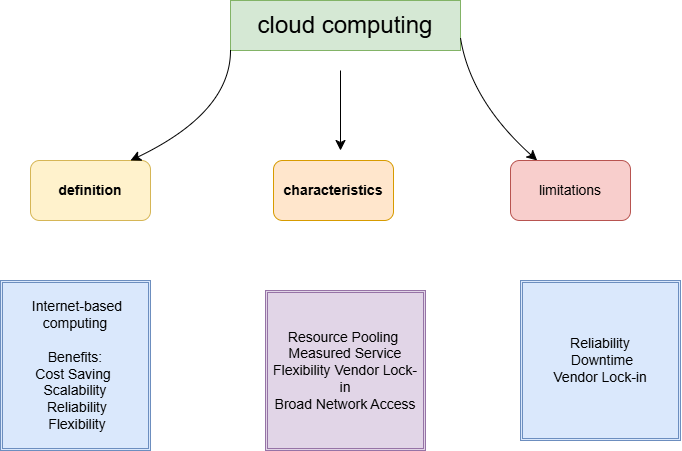 cloud computing
definition
characteristics
limitations
Internet-based
computing
Benefits:
Cost Saving
Scalability
Reliability
Flexibility
Resource Pooling
Measured Service
Flexibility Vendor Lock-
in
Broad Network Access
Reliability
Downtime
Vendor Lock-in